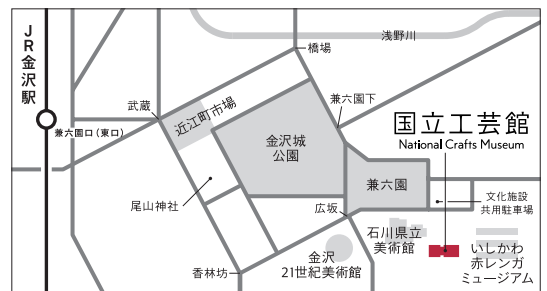 JR金沢駅
兼六園口(東口)
武蔵
近江町市場
橋場
浅野川
兼六園下
金沢城
公園
国立工芸館
National Crafts Museum
兼六園
尾山神社
広坂
文化施設
共用駐車場
石川県立
美術館
香林坊
金沢
21世紀美術館
いしかわ
赤レンガ
ミュージアム